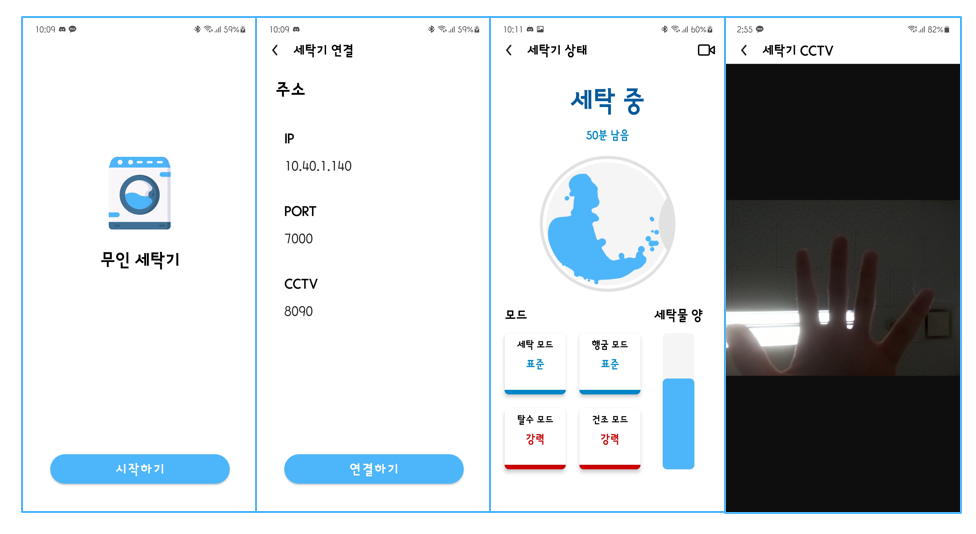 10:09
59%
무인 세탁기
시작하기
10:09
59%
세탁기 연결
주소
IP
10.40.1.140
PORT
7000
CCTV
8090
연결하기
10:11
60%
세탁기 상태
세탁 중
50분 남음
모드
세탁물 양
세탁 모드
표준
행굼 모드
표준
탈수 모드
강력
건조 모드
강력
2:55
82%
세탁기 CCTV